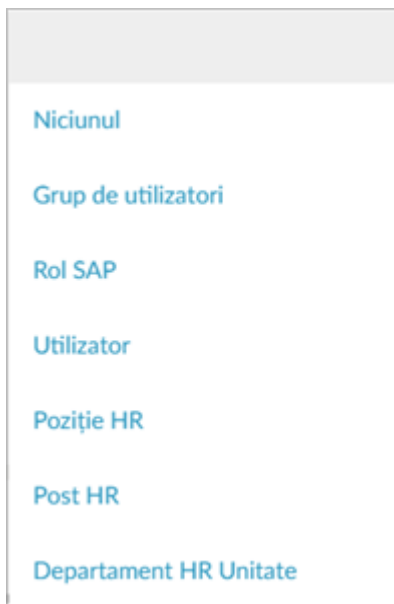 Niciunul
Grup de utilizatori
Rol SAP
Utilizator
Poziție HR
Post HR
Departament HR Unitate